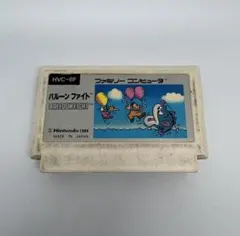 HVC-BF
ファミリー コンピュータ
バルーン ファイト
BALLOON FIGHT
Nintendo 1984
MADE IN JAPAN